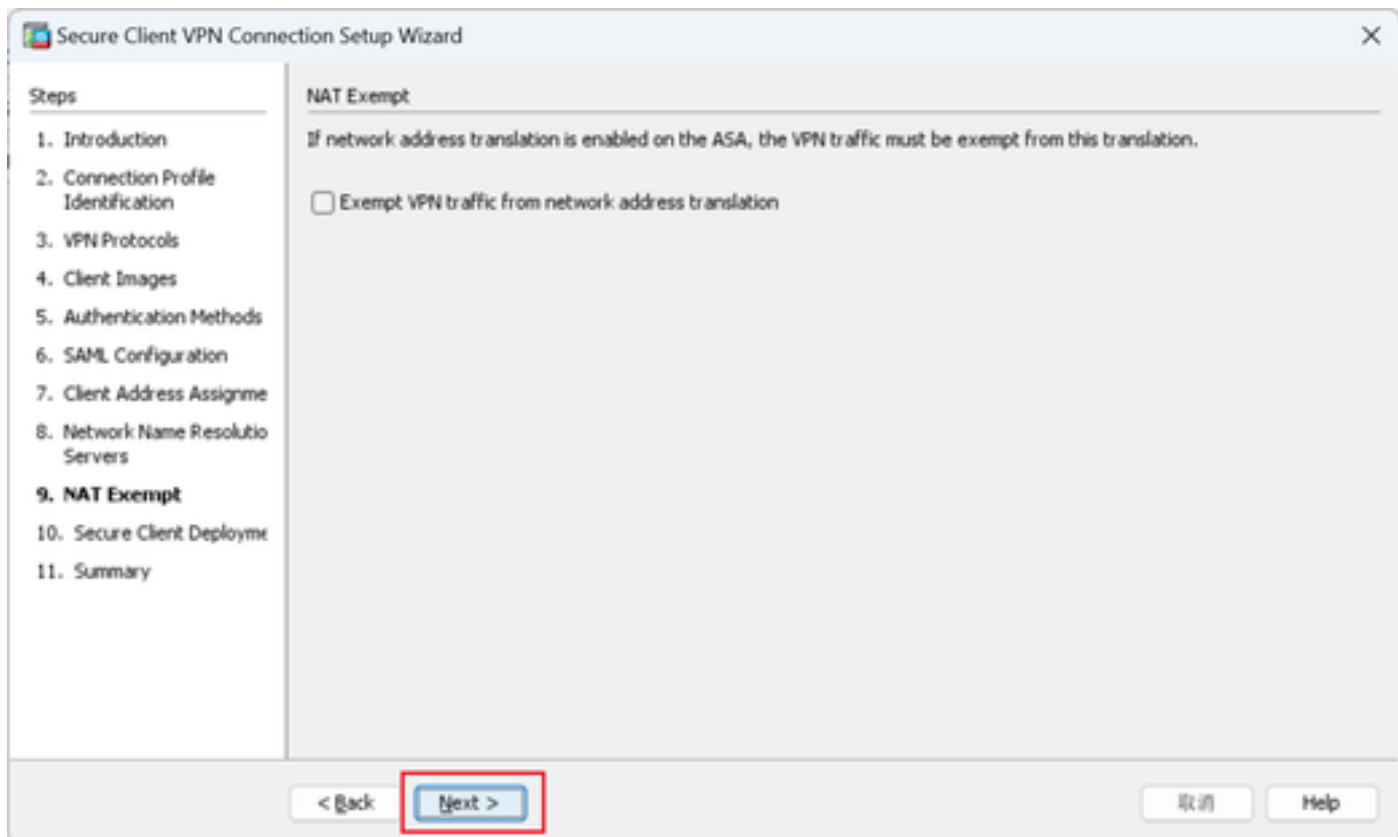 Secure Client VPN Connection Setup Wizard
Steps
1. Introduction
2. Connection Profile
Identification
3. VPN Protocols
4. Client Images
5. Authentication Methods
6. SAML Configuration
7. Client Address Assignme
8. Network Name Resolutio
Servers
9. NAT Exempt
10. Secure Client Deployme
11. Summary
NAT Exempt
If network address translation is enabled on the ASA, the VPN traffic must be exempt from this translation.
Exempt VPN traffic from network address translation
< Back
Next >
取消
Help